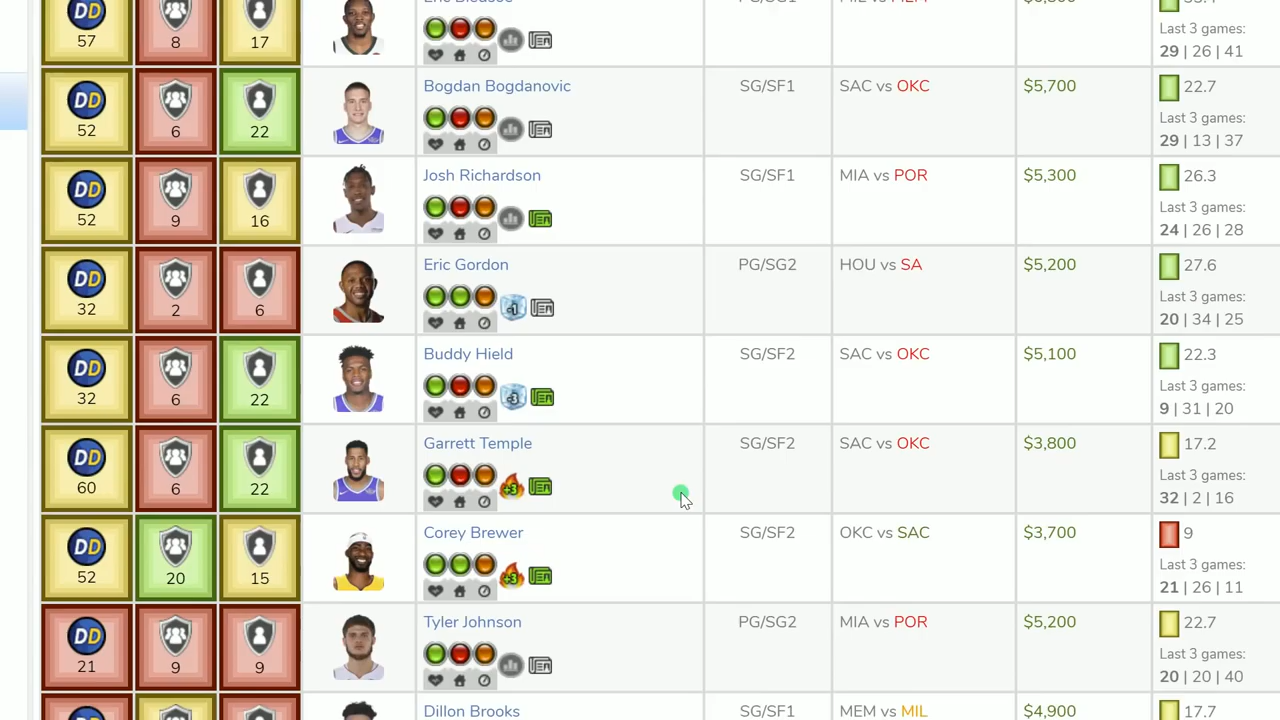 DD 57 8 17 Last 3 games:
29 | 26 | 41
DD 52 6 22 Bogdan Bogdanovic SG/SF1 SAC vs OKC $5,700 22.7
Last 3 games:
29 | 13 | 37
DD 52 9 16 Josh Richardson SG/SF1 MIA vs POR $5,300 26.3
Last 3 games:
24 | 26 | 28
DD 32 2 6 Eric Gordon PG/SG2 HOU vs SA $5,200 27.6
-1
Last 3 games:
20 | 34 | 25
DD 32 6 22 Buddy Hield SG/SF2 SAC vs OKC $5,100 22.3
-3
Last 3 games:
9 | 31 | 20
DD 60 6 22 Garrett Temple SG/SF2 SAC vs OKC $3,800 17.2
+3
Last 3 games:
32 | 2 | 16
DD 52 20 15 Corey Brewer SG/SF2 OKC vs SAC $3,700 9
+3
Last 3 games:
21 | 26 | 11
DD 21 9 9 Tyler Johnson PG/SG2 MIA vs POR $5,200 22.7
Last 3 games:
20 | 20 | 40
Dillon Brooks SG/SF1 MEM vs MIL $4,900 17.7